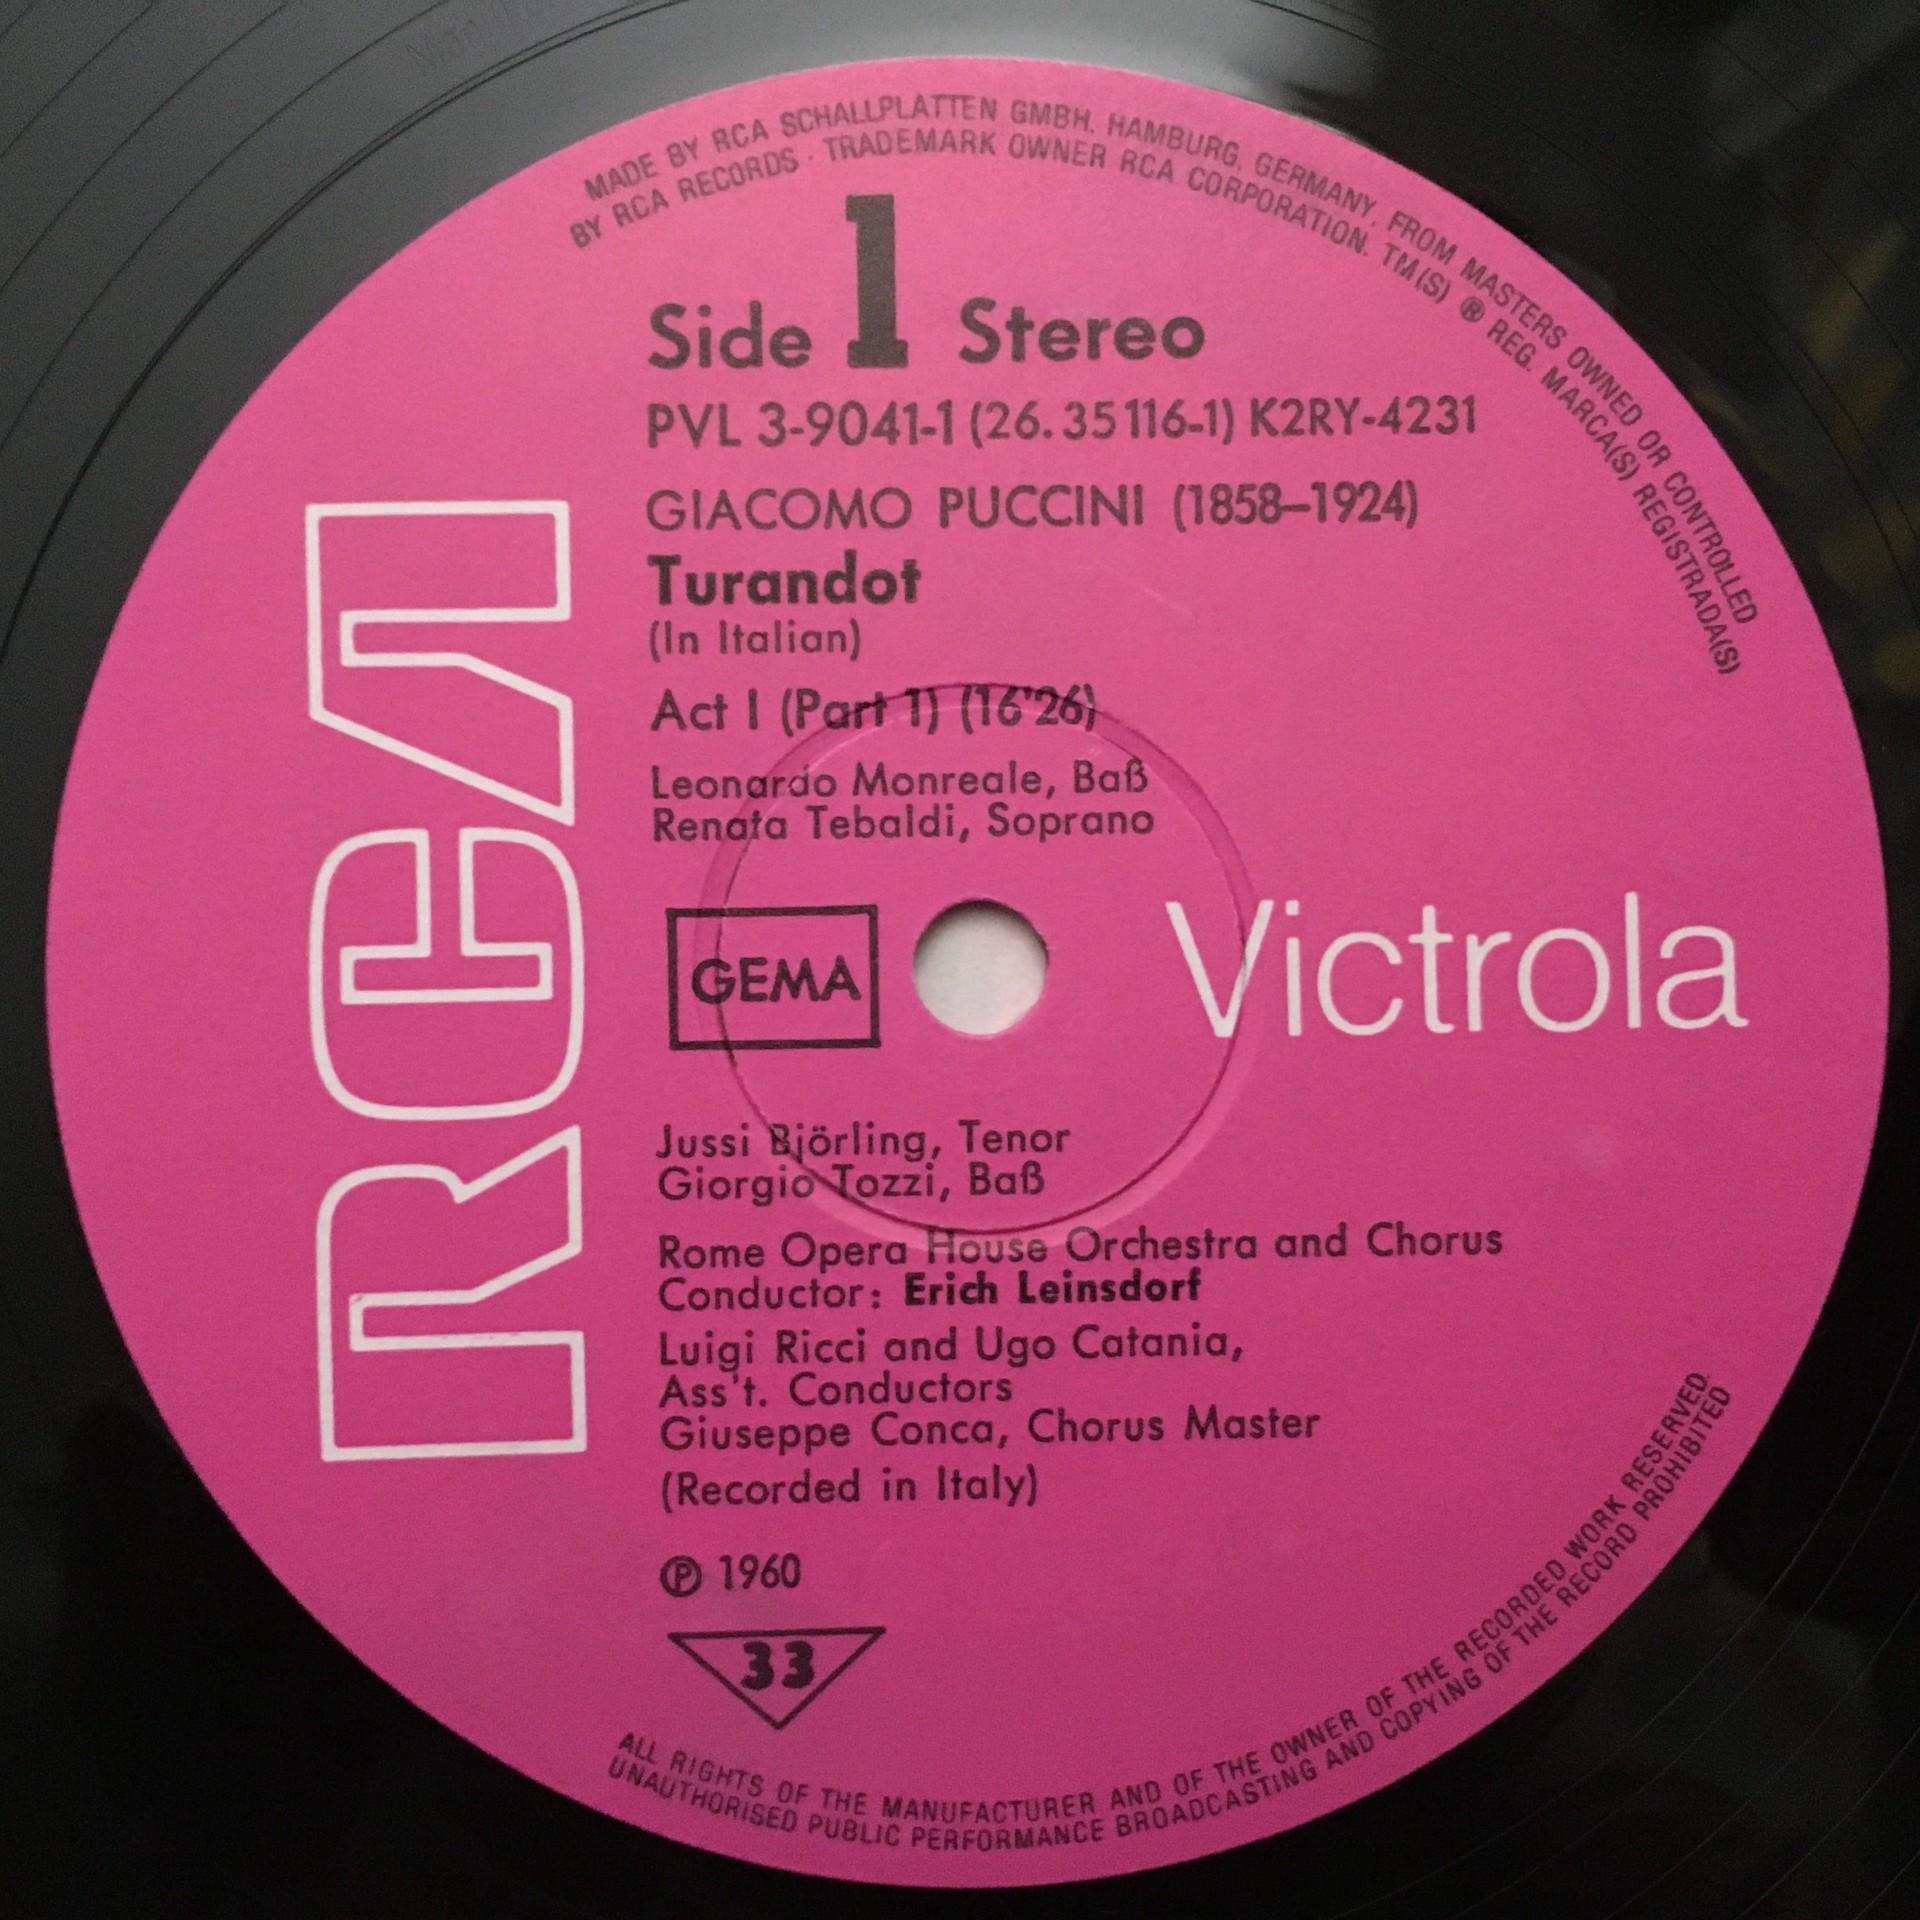 MADE BY RCA SCHALLPLATTEN GMBH. HAMBURG, GERMANY. FROM MASTERS OWNED OR CONTROLLED
BY RCA RECORDS · TRADEMARK OWNER RCA CORPORATION. TM(S) ® REG. MARCA(S) REGISTRADA(S)
Side 1 Stereo
PVL 3-9041-1 (26.35116-1) K2RY-4231
GIACOMO PUCCINI (1858–1924)
Turandot
(In Italian)
Act I (Part 1) (16'26)
Leonardo Monreale, Baß
Renata Tebaldi, Soprano
RCA
GEMA
Victrola
Jussi Björling, Tenor
Giorgio Tozzi, Baß
Rome Opera House Orchestra and Chorus
Conductor: Erich Leinsdorf
Luigi Ricci and Ugo Catania,
Ass't. Conductors
Giuseppe Conca, Chorus Master
(Recorded in Italy)
℗ 1960
33
ALL RIGHTS OF THE MANUFACTURER AND OF THE OWNER OF THE RECORDED WORK RESERVED.
UNAUTHORISED PUBLIC PERFORMANCE BROADCASTING AND COPYING OF THE RECORD PROHIBITED